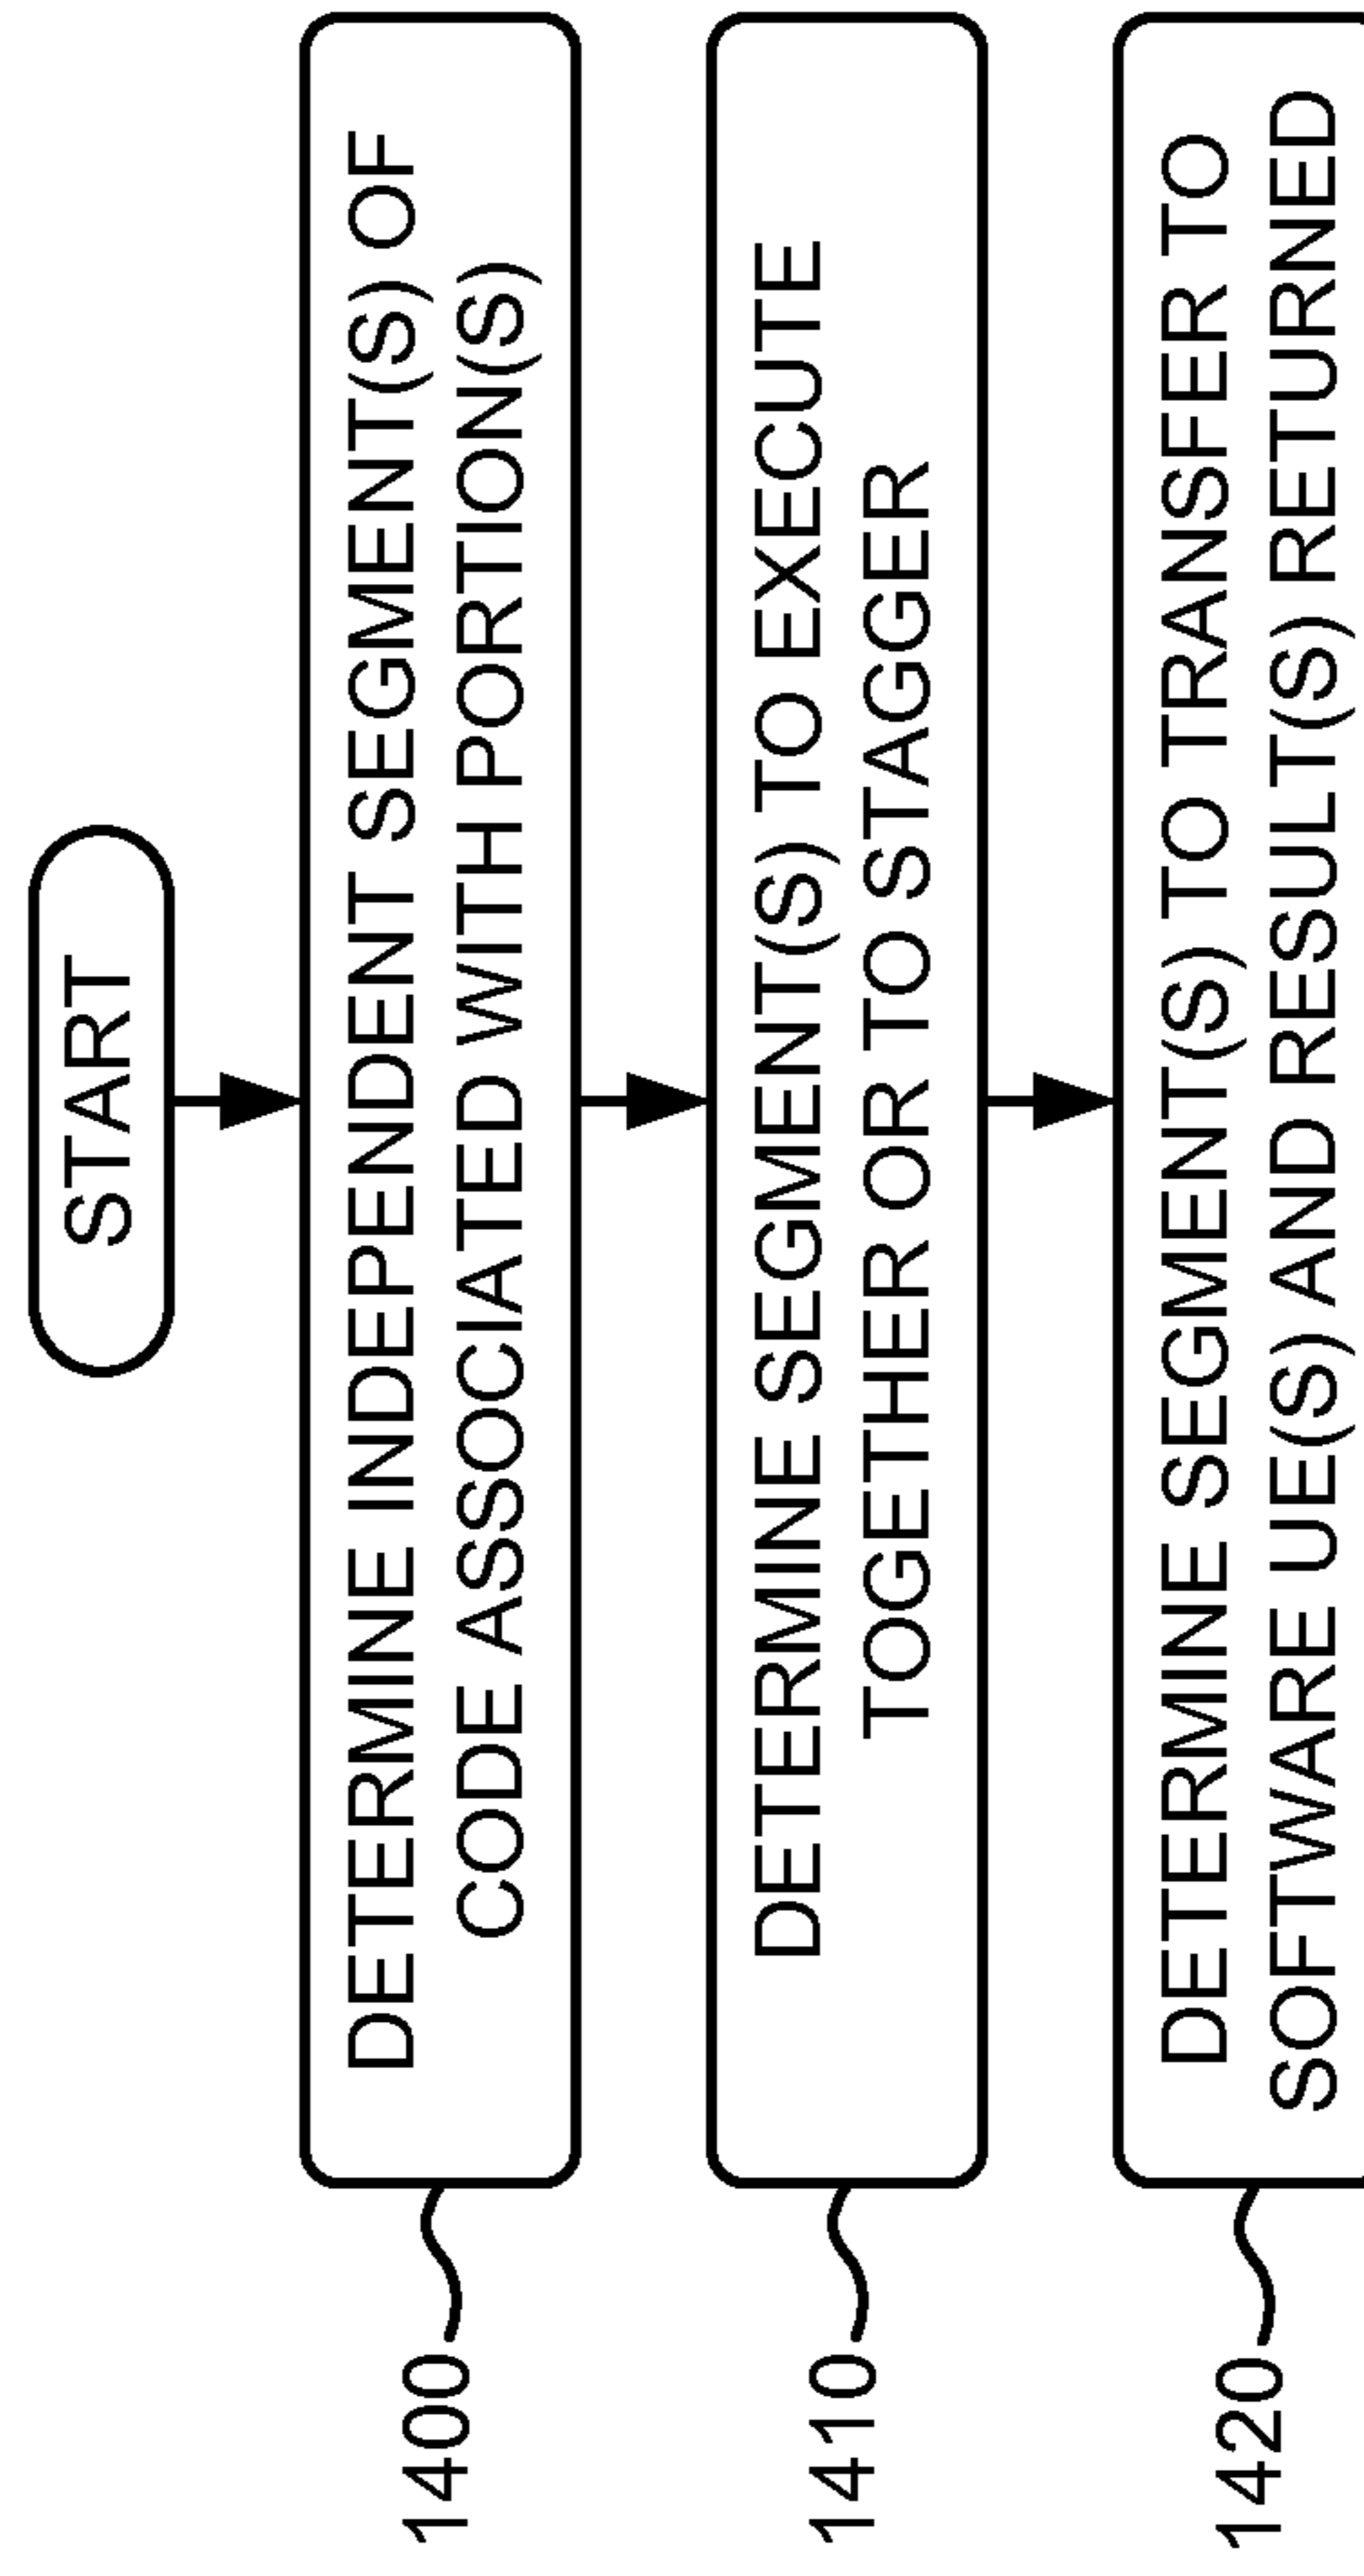 START
1400
DETERMINE INDEPENDENT SEGMENT(S) OF
CODE ASSOCIATED WITH PORTION(S)
1410
DETERMINE SEGMENT(S) TO EXECUTE
TOGETHER OR TO STAGGER
1420
DETERMINE SEGMENT(S) TO TRANSFER TO
SOFTWARE UE(S) AND RESULT(S) RETURNED